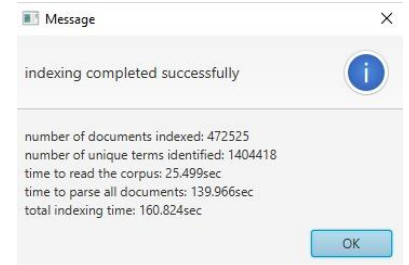 Message
indexing completed successfully
number of documents indexed: 472525
number of unique terms identified: 1404418
time to read the corpus: 25.499sec
time to parse all documents: 139.966sec
total indexing time: 160.824sec
OK